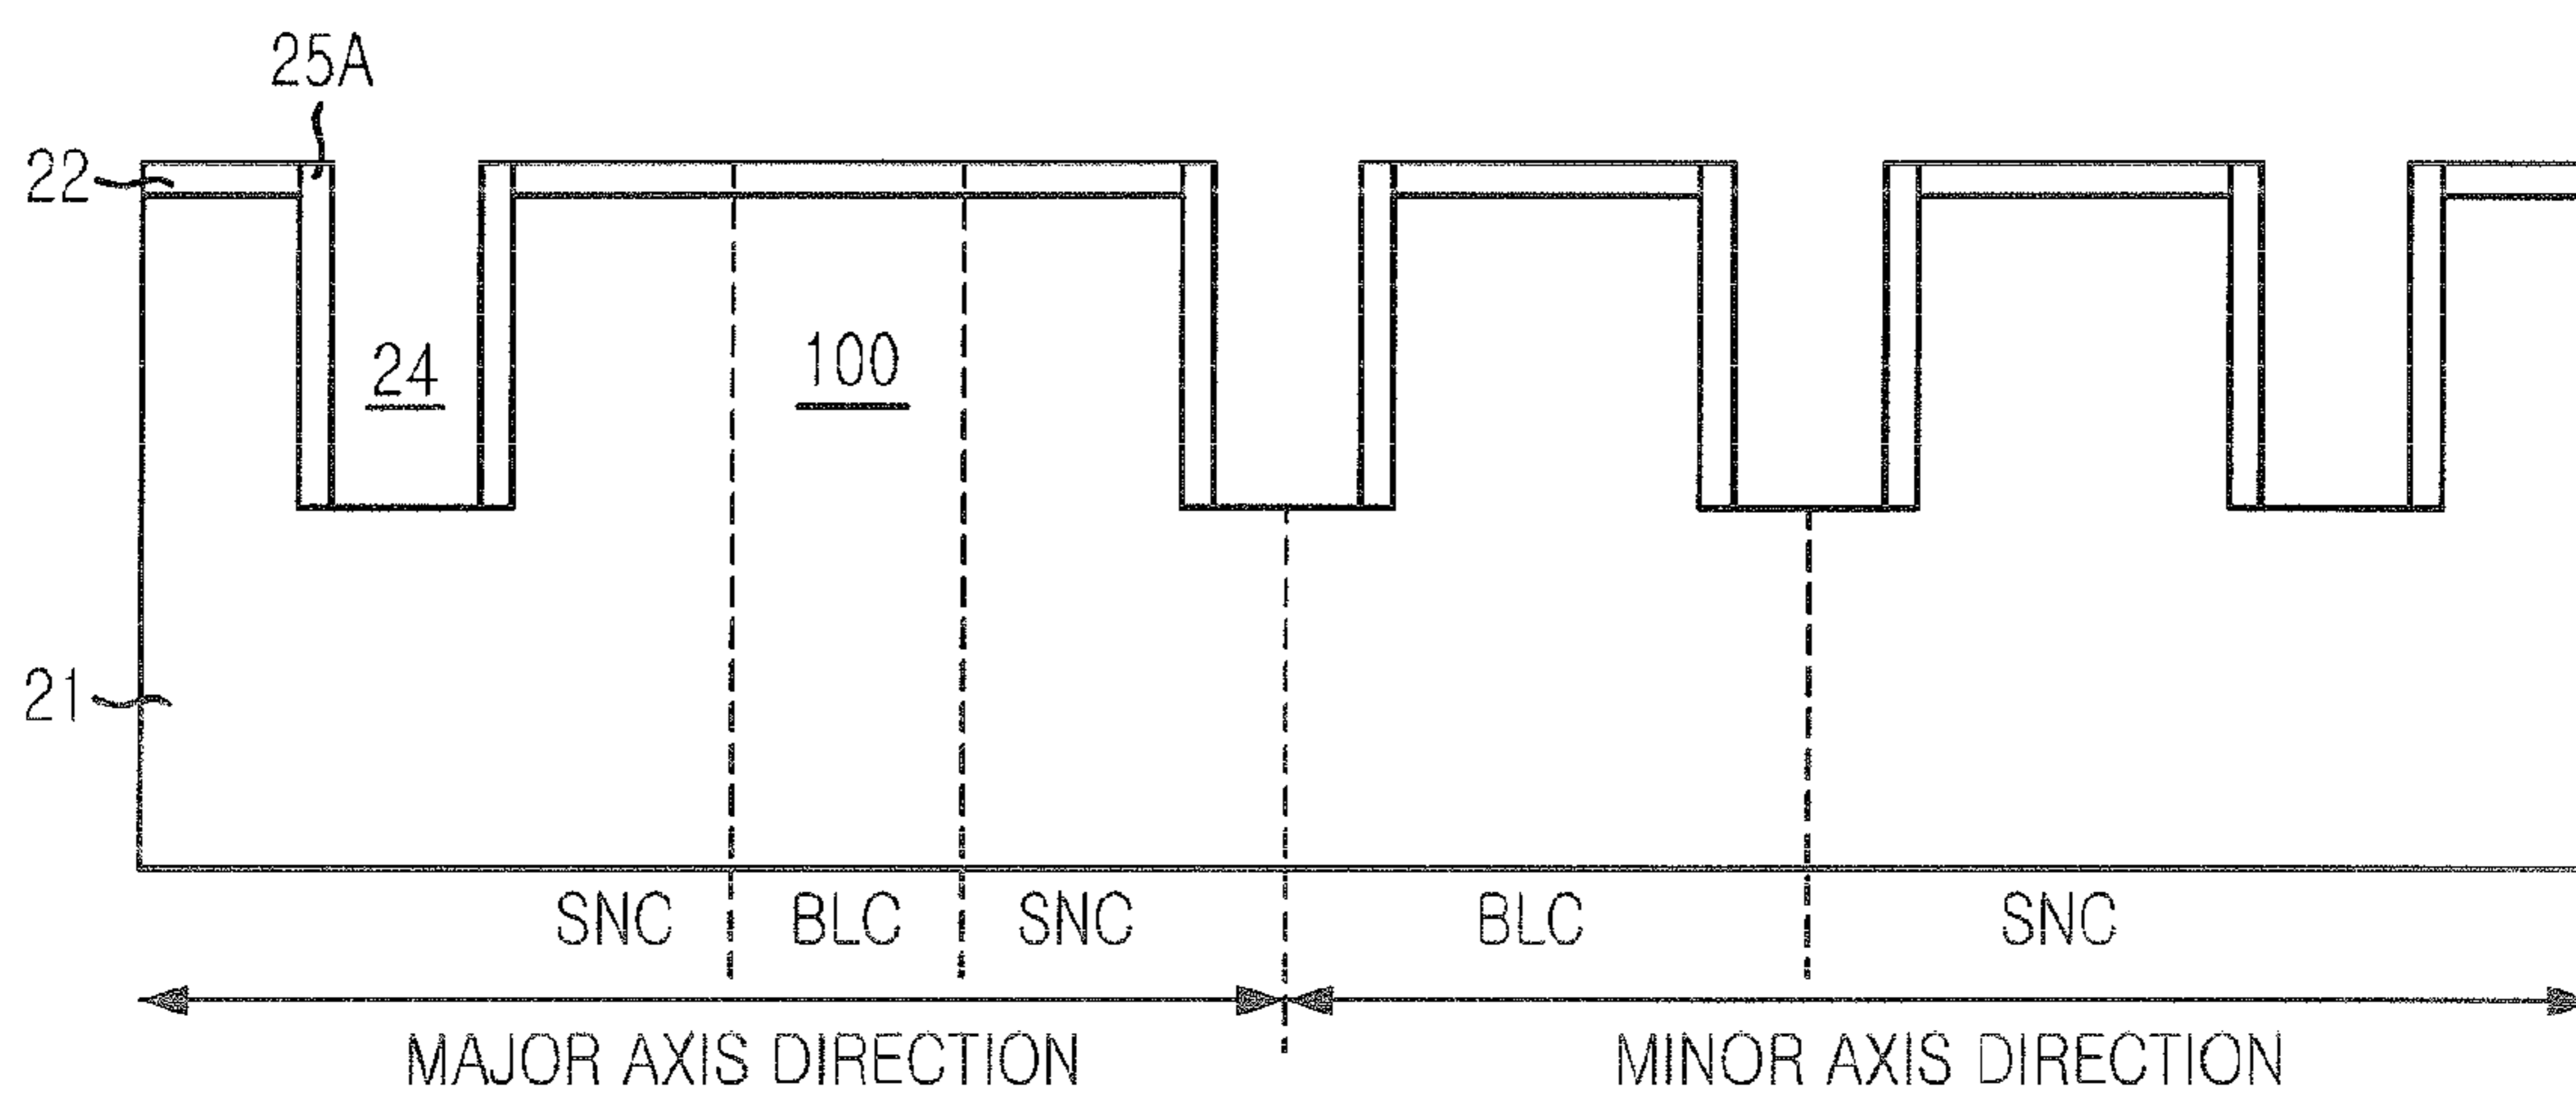 25A
22
24
100
21
SNC BLC SNC BLC SNC
MAJOR AXIS DIRECTION MINOR AXIS DIRECTION